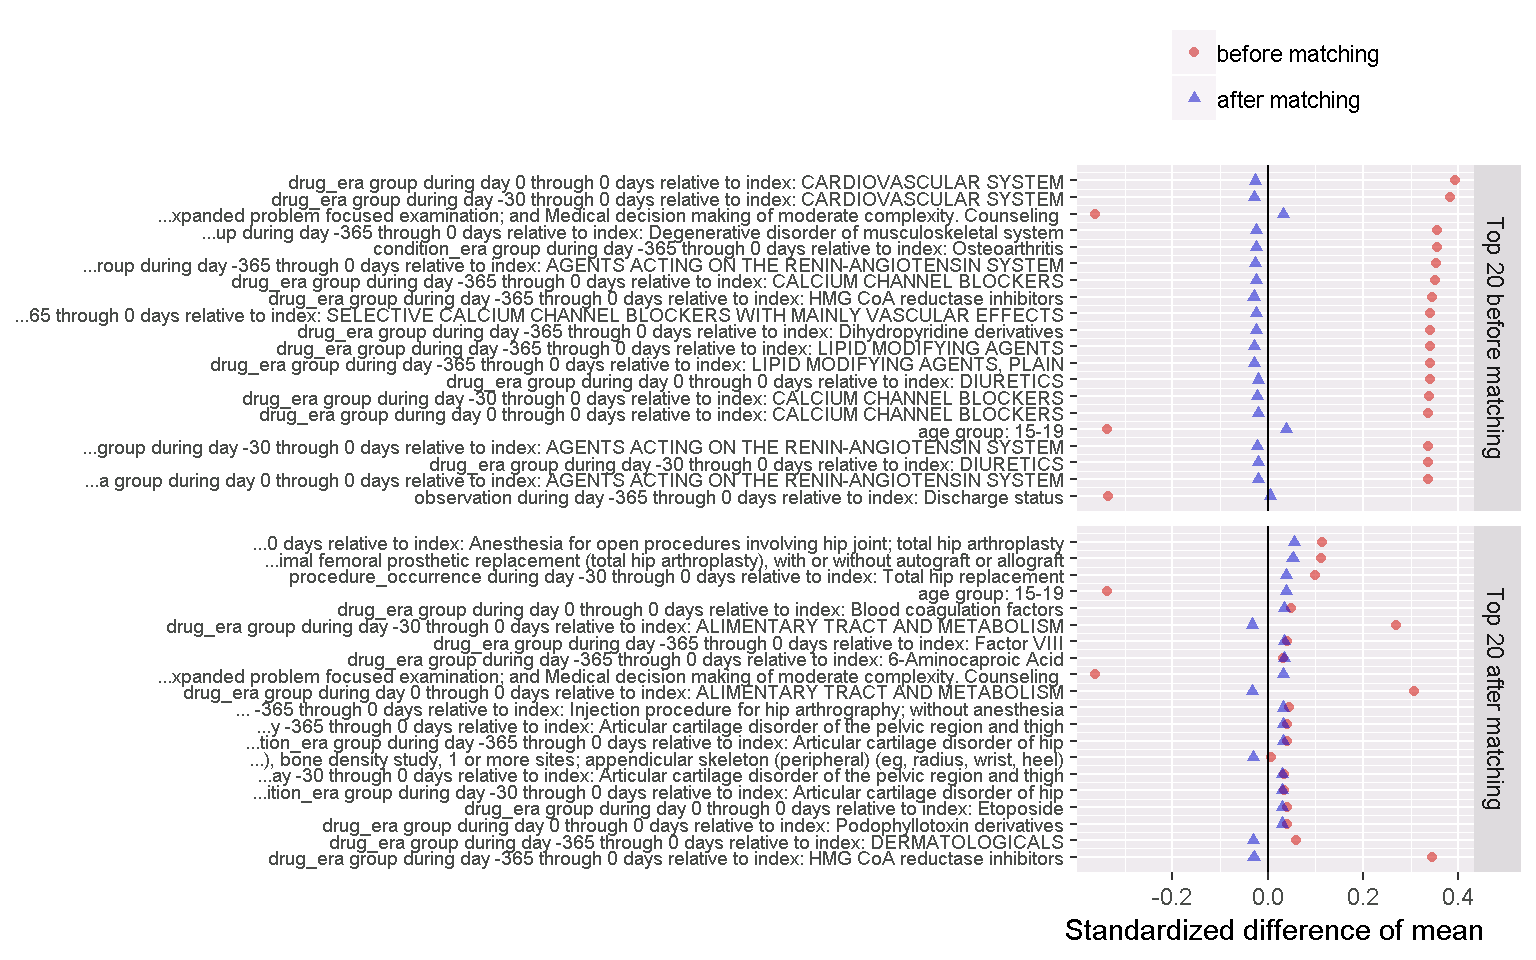 before matching
after matching
drug_era group during day 0 through 0 days relative to index: CARDIOVASCULAR SYSTEM
drug_era group during day -30 through 0 days relative to index: CARDIOVASCULAR SYSTEM
...xpanded problem focused examination; and Medical decision making of moderate complexity. Counseling
...up during day -365 through 0 days relative to index: Degenerative disorder of musculoskeletal system
condition_era group during day -365 through 0 days relative to index: Osteoarthritis
...roup during day -365 through 0 days relative to index: AGENTS ACTING ON THE RENIN-ANGIOTENSIN SYSTEM
drug_era group during day -365 through 0 days relative to index: CALCIUM CHANNEL BLOCKERS
drug_era group during day -365 through 0 days relative to index: HMG CoA reductase inhibitors
...65 through 0 days relative to index: SELECTIVE CALCIUM CHANNEL BLOCKERS WITH MAINLY VASCULAR EFFECTS
drug_era group during day -365 through 0 days relative to index: Dihydropyridine derivatives
drug_era group during day -365 through 0 days relative to index: LIPID MODIFYING AGENTS
drug_era group during day -365 through 0 days relative to index: LIPID MODIFYING AGENTS, PLAIN
drug_era group during day 0 through 0 days relative to index: DIURETICS
drug_era group during day -30 through 0 days relative to index: CALCIUM CHANNEL BLOCKERS
drug_era group during day 0 through 0 days relative to index: CALCIUM CHANNEL BLOCKERS
age group: 15-19
...group during day -30 through 0 days relative to index: AGENTS ACTING ON THE RENIN-ANGIOTENSIN SYSTEM
drug_era group during day -30 through 0 days relative to index: DIURETICS
...a group during day 0 through 0 days relative to index: AGENTS ACTING ON THE RENIN-ANGIOTENSIN SYSTEM
observation during day -365 through 0 days relative to index: Discharge status
Top 20 before matching
...0 days relative to index: Anesthesia for open procedures involving hip joint; total hip arthroplasty
...imal femoral prosthetic replacement (total hip arthroplasty), with or without autograft or allograft
procedure_occurrence during day -30 through 0 days relative to index: Total hip replacement
age group: 15-19
drug_era group during day 0 through 0 days relative to index: Blood coagulation factors
drug_era group during day -30 through 0 days relative to index: ALIMENTARY TRACT AND METABOLISM
drug_era group during day -365 through 0 days relative to index: Factor VIII
drug_era group during day -365 through 0 days relative to index: 6-Aminocaproic Acid
...xpanded problem focused examination; and Medical decision making of moderate complexity. Counseling
drug_era group during day 0 through 0 days relative to index: ALIMENTARY TRACT AND METABOLISM
... -365 through 0 days relative to index: Injection procedure for hip arthrography; without anesthesia
...y -365 through 0 days relative to index: Articular cartilage disorder of the pelvic region and thigh
...tion_era group during day -365 through 0 days relative to index: Articular cartilage disorder of hip
...), bone density study, 1 or more sites; appendicular skeleton (peripheral) (eg, radius, wrist, heel)
...ay -30 through 0 days relative to index: Articular cartilage disorder of the pelvic region and thigh
...ition_era group during day -30 through 0 days relative to index: Articular cartilage disorder of hip
drug_era group during day 0 through 0 days relative to index: Etoposide
drug_era group during day 0 through 0 days relative to index: Podophyllotoxin derivatives
drug_era group during day -365 through 0 days relative to index: DERMATOLOGICALS
drug_era group during day -365 through 0 days relative to index: HMG CoA reductase inhibitors
Top 20 after matching
-0.2 0.0 0.2 0.4
Standardized difference of mean